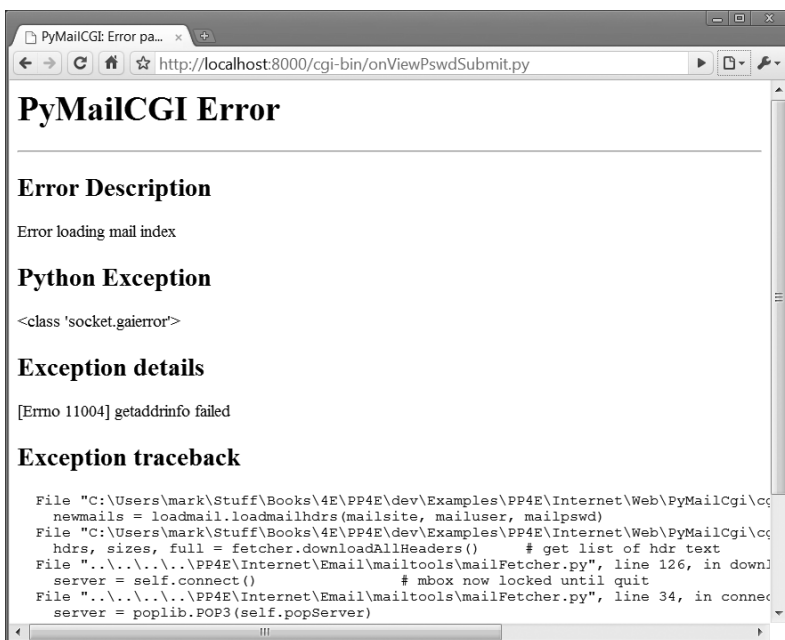 PyMailCGI: Error pa...
http://localhost:8000/cgi-bin/onViewPswdSubmit.py
PyMailCGI Error
Error Description
Error loading mail index
Python Exception
<class 'socket.gaierror'>
Exception details
[Errno 11004] getaddrinfo failed
Exception traceback
File "C:\Users\mark\Stuff\Books\4E\PP4E\dev\Examples\PP4E\Internet\Web\PyMailCgi\cg
newmails = loadmail.loadmailhdrs(mailsite, mailuser, mailpswd)
File "C:\Users\mark\Stuff\Books\4E\PP4E\dev\Examples\PP4E\Internet\Web\PyMailCgi\cg
hdrs, sizes, full = fetcher.downloadAllHeaders() # get list of hdr text
File "..\..\..\..\PP4E\Internet\Email\mailtools\mailFetcher.py", line 126, in downl
server = self.connect() # mbox now locked until quit
File "..\..\..\..\PP4E\Internet\Email\mailtools\mailFetcher.py", line 34, in connec
server = poplib.POP3(self.popServer)